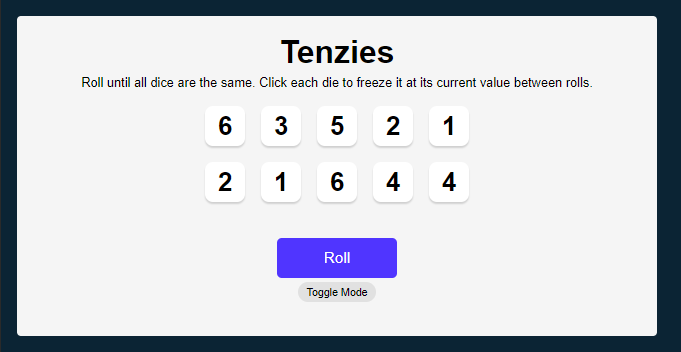 Tenzies
Roll until all dice are the same. Click each die to freeze it at its current value between rolls.
6 3 5 2 1
2 1 6 4 4
Roll
Toggle Mode